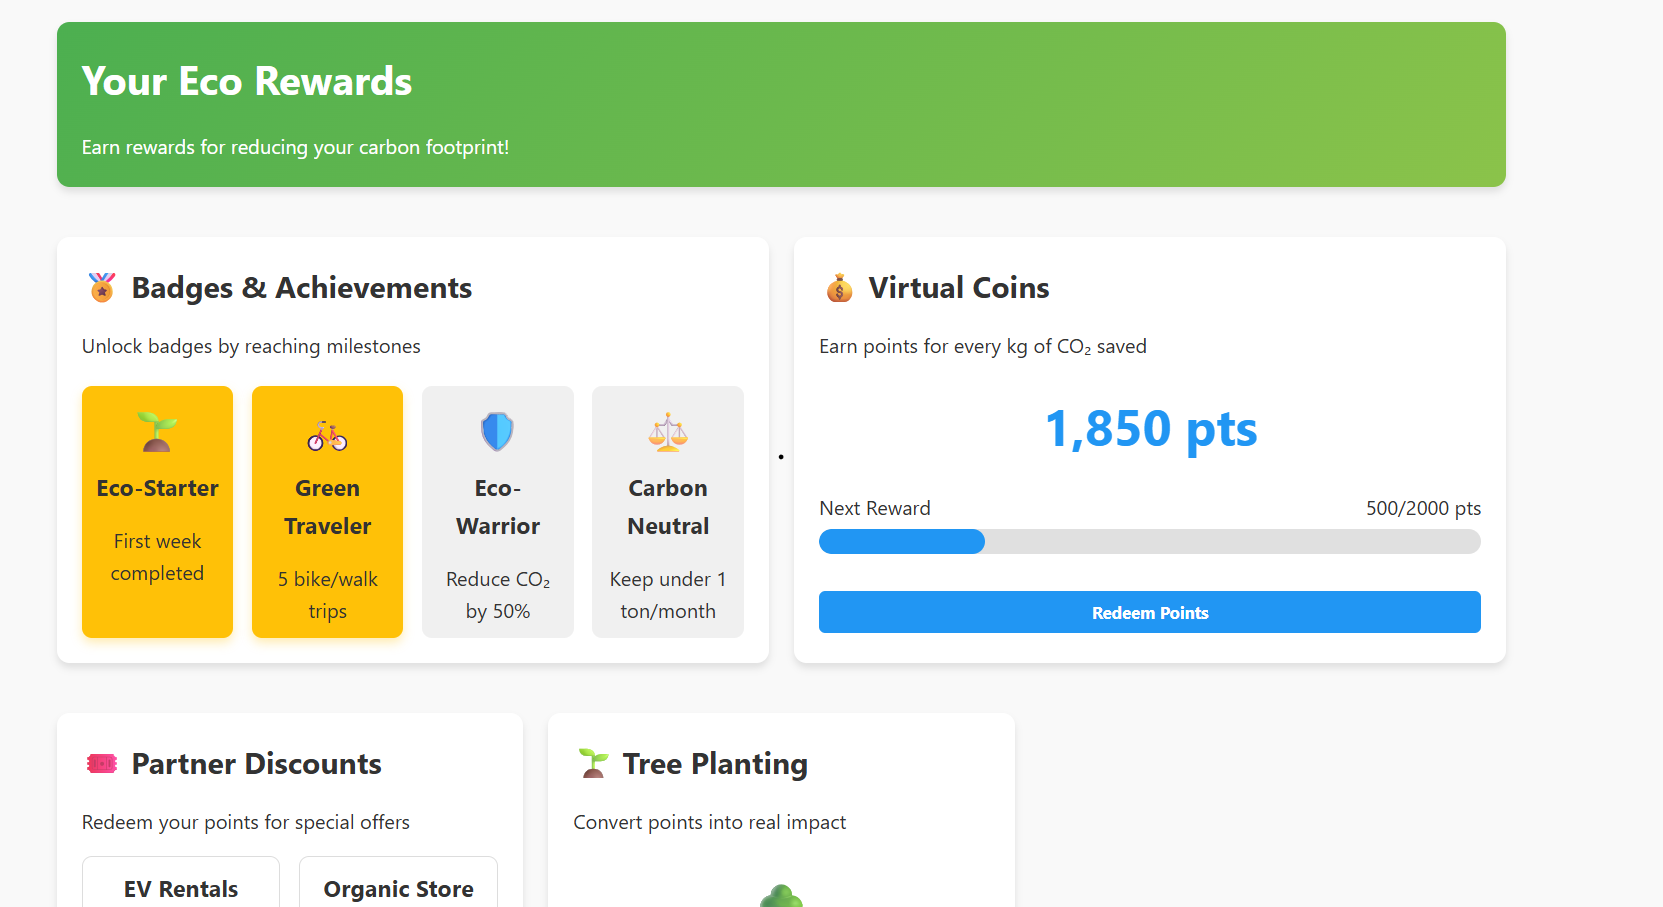 Your Eco Rewards
Earn rewards for reducing your carbon footprint!
Badges & Achievements
Unlock badges by reaching milestones
Eco-Starter
First week
completed
Green
Traveler
5 bike/walk
trips
Eco-
Warrior
Reduce CO₂
by 50%
Carbon
Neutral
Keep under 1
ton/month
.
Virtual Coins
Earn points for every kg of CO₂ saved
1,850 pts
Next Reward
500/2000 pts
Redeem Points
Partner Discounts
Redeem your points for special offers
EV Rentals
Organic Store
Tree Planting
Convert points into real impact